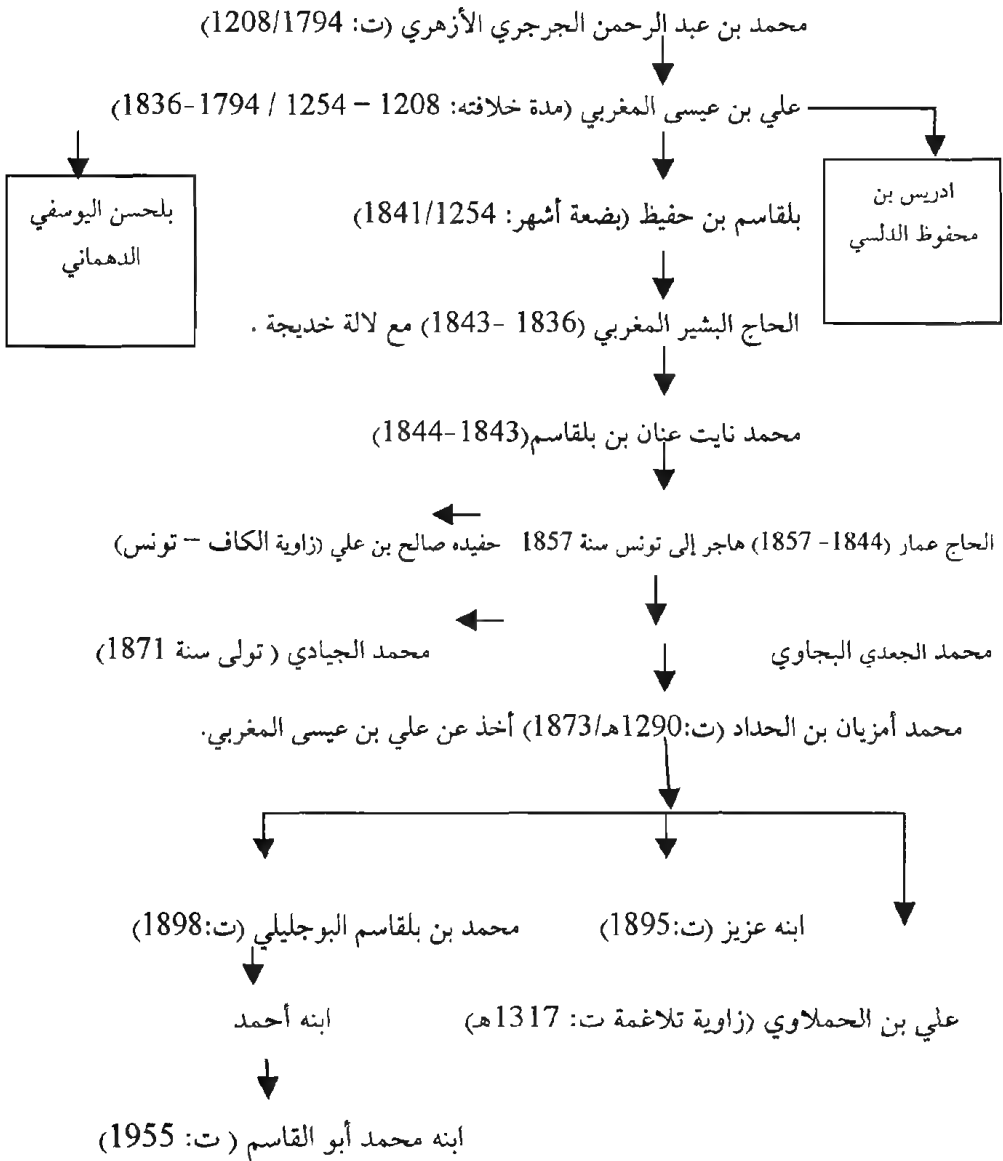 محمد بن عبد الرحمن الجرجري الأزهري (ت: 1208/1794)
علي بن عيسى المغربي (مدة خلافته: 1208 – 1254 / 1794-1836)
ادريس بن
محفوظ الدلسي
بلحسن اليوسفي
الدهماني
بلقاسم بن حفيظ (بضعة أشهر: 1841/1254)
الحاج البشير المغربي (1836 -1843) مع لالة خديجة .
محمد نايت عنان بن بلقاسم(1843-1844)
الحاج عمار (1844- 1857) هاجر إلى تونس سنة 1857 حفيده صالح بن علي (زاوية الكاف – تونس)
محمد الجعدي البجاوي محمد الجيادي ( تولى سنة 1871)
محمد أمزيان بن الحداد (ت:1290هـ/1873) أخذ عن علي بن عيسى المغربي.
ابنه عزيز (ت:1895) محمد بن بلقاسم البوجليلي (ت:1898)
علي بن الحملاوي (زاوية تلاغمة ت: 1317هـ) ابنه أحمد
ابنه محمد أبو القاسم ( ت: 1955)